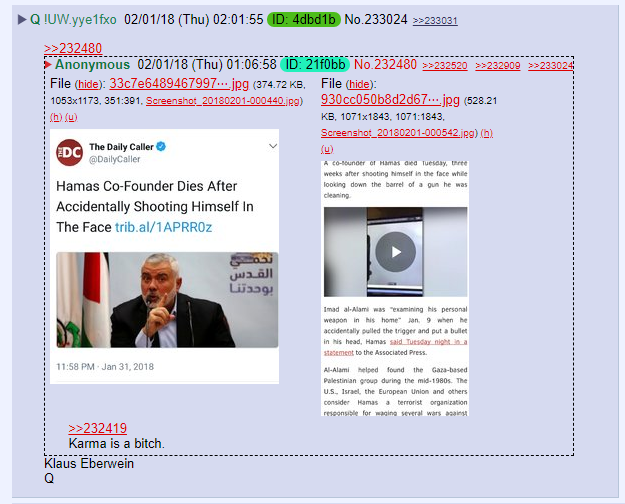 Q !UW.yye1fxo 02/01/18 (Thu) 02:01:55 ID: 4dbd1b No.233024 >>233031
>>232480
Anonymous 02/01/18 (Thu) 01:06:58 ID: 21f0bb No.232480 >>232520 >>232909 >>233024
File (hide):
33c7e6489467997⋯.jpg (374.72 KB,
1053x1173, 351:391, Screenshot_20180201-000440.jpg)
(h) (u)
The Daily Caller
@DailyCaller
Hamas Co-Founder Dies After
Accidentally Shooting Himself In
The Face trib.al/1APRR0z
القدس
بوحدتنا
11:58 PM · Jan 31, 2018
File (hide):
930cc050b8d2d67⋯.jpg (528.21
KB, 1071x1843, 1071:1843,
Screenshot_20180201-000542.jpg) (h)
(u)
A co-founder of Hamas died Tuesday, three
weeks after shooting himself in the face while
looking down the barrel of a gun he was
cleaning.
Imad al-Alami was "examining his personal
weapon in his home" Jan. 9 when he
accidentally pulled the trigger and put a bullet
in his head, Hamas said Tuesday night in a
statement to the Associated Press.
Al-Alami helped found the Gaza-based
Palestinian group during the mid-1980s. The
U.S., Israel, the European Union and others
consider Hamas a terrorist organization
responsible for waging several wars against
>>232419
Karma is a bitch.
Klaus Eberwein
Q